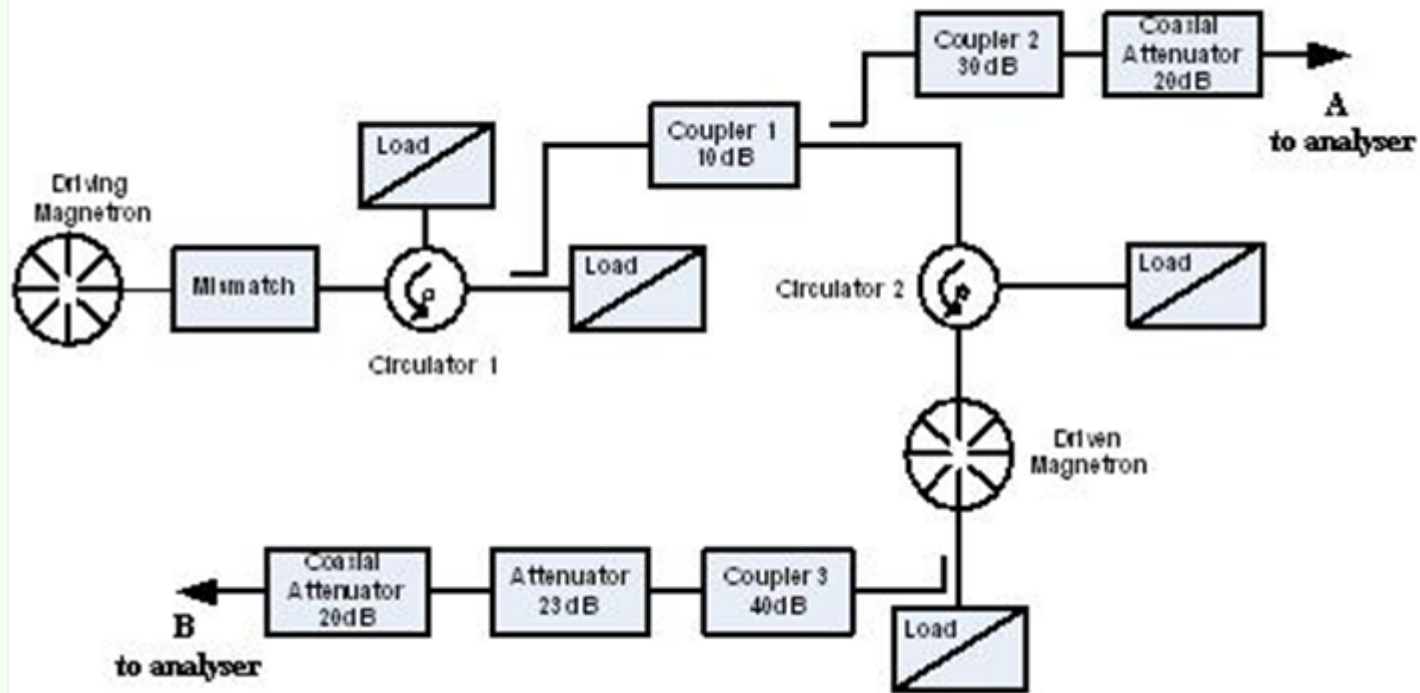 Coupler 2
30dB
Coaxial
Attenuator
20dB
A
to analyser
Coupler 1
10dB
Load
Driving
Magnetron
Mismatch
Load
Circulator 1
Circulator 2
Load
Driven
Magnetron
Coaxial
Attenuator
20dB
Attenuator
23dB
Coupler 3
40dB
Load
B
to analyser